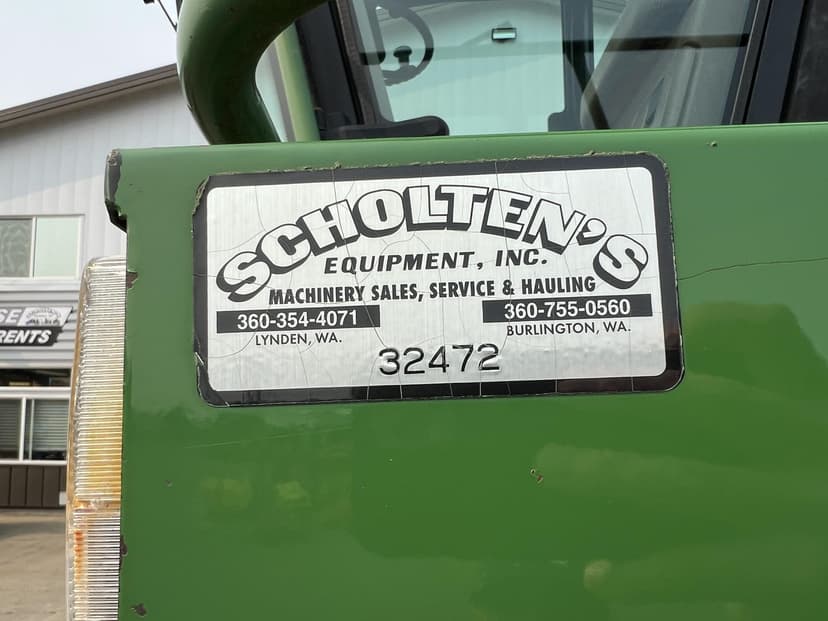 SCHOLTEN'S
EQUIPMENT, INC.
MACHINERY SALES, SERVICE & HAULING
360-354-4071 360-755-0560
LYNDEN, WA. BURLINGTON, WA.
32472
SE
RENTS